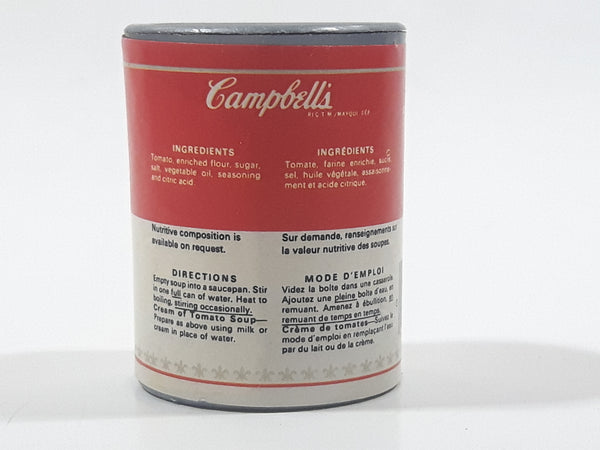 Campbell's
REG. T.M./MARQUE DÉP.
INGREDIENTS
Tomato, enriched flour, sugar,
salt, vegetable oil, seasoning
and citric acid.
Nutritive composition is
available on request.
DIRECTIONS
Empty soup into a saucepan. Stir
in one full can of water. Heat to
boiling, stirring occasionally.
Cream of Tomato Soup—
Prepare as above using milk or
cream in place of water.
INGRÉDIENTS
Tomate, farine enrichie, sucre,
sel, huile végétale, assaisonne-
ment et acide citrique.
Sur demande, renseignements sur
la valeur nutritive des soupes.
MODE D'EMPLOI
Videz la boîte dans une casserole.
Ajoutez une pleine boîte d'eau, en
remuant. Amenez à ébullition, en
remuant de temps en temps.
Crème de tomates—Suivez le
mode d'emploi en remplaçant l'eau
par du lait ou de la crème.